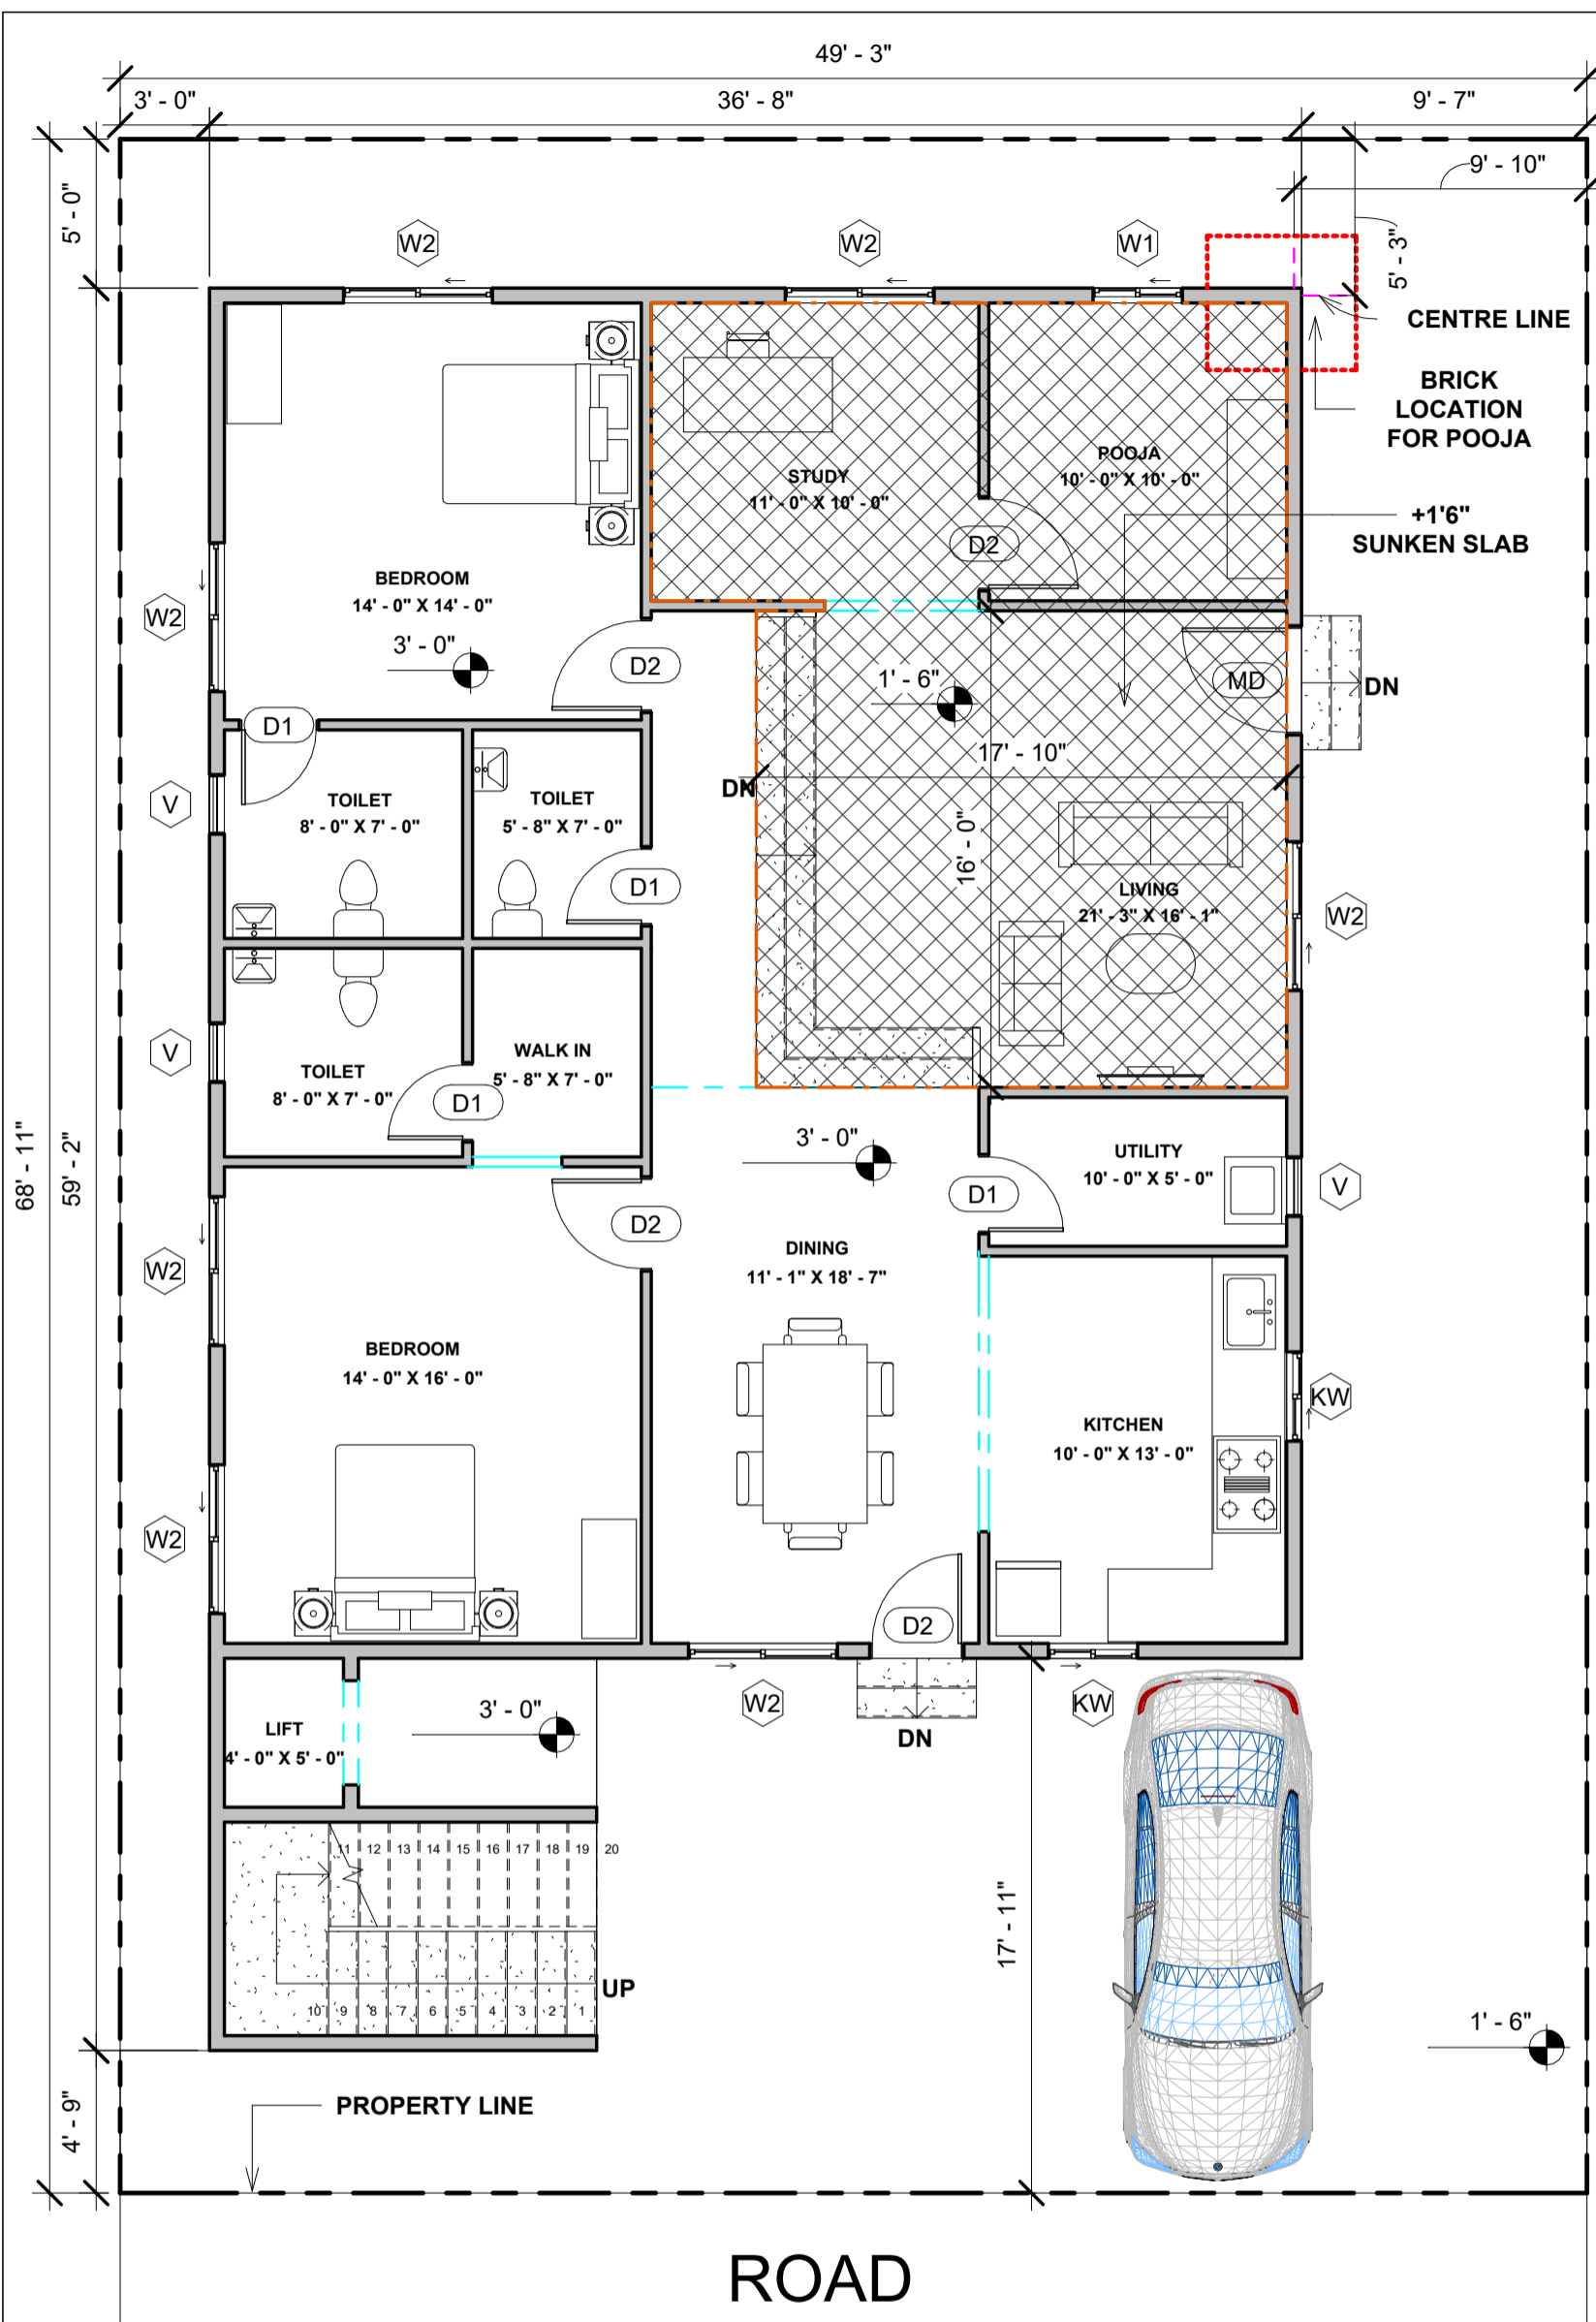 49' - 3"
3' - 0"
36' - 8"
9' - 7"
9' - 10"
5' - 0"
W2
W2
W1
5' - 3"
CENTRE LINE
BRICK
LOCATION
FOR POOJA
POOJA
10' - 0" X 10' - 0"
STUDY
11' - 0" X 10' - 0"
+1'6"
SUNKEN SLAB
D2
BEDROOM
14' - 0" X 14' - 0"
W2
3' - 0"
D2
1' - 6"
MD
DN
D1
17' - 10"
DN
V
TOILET
8' - 0" X 7' - 0"
TOILET
5' - 8" X 7' - 0"
16' - 0"
D1
LIVING
21' - 3" X 16' - 1"
W2
V
TOILET
8' - 0" X 7' - 0"
WALK IN
5' - 8" X 7' - 0"
D1
68' - 11"
59' - 2"
3' - 0"
UTILITY
10' - 0" X 5' - 0"
V
D1
D2
W2
DINING
11' - 1" X 18' - 7"
BEDROOM
14' - 0" X 16' - 0"
KW
KITCHEN
10' - 0" X 13' - 0"
W2
D2
W2
KW
DN
3' - 0"
LIFT
4' - 0" X 5' - 0"
11 12 13 14 15 16 17 18 19 20
17' - 11"
UP
10 9 8 7 6 5 4 3 2 1
1' - 6"
4' - 9"
PROPERTY LINE
ROAD